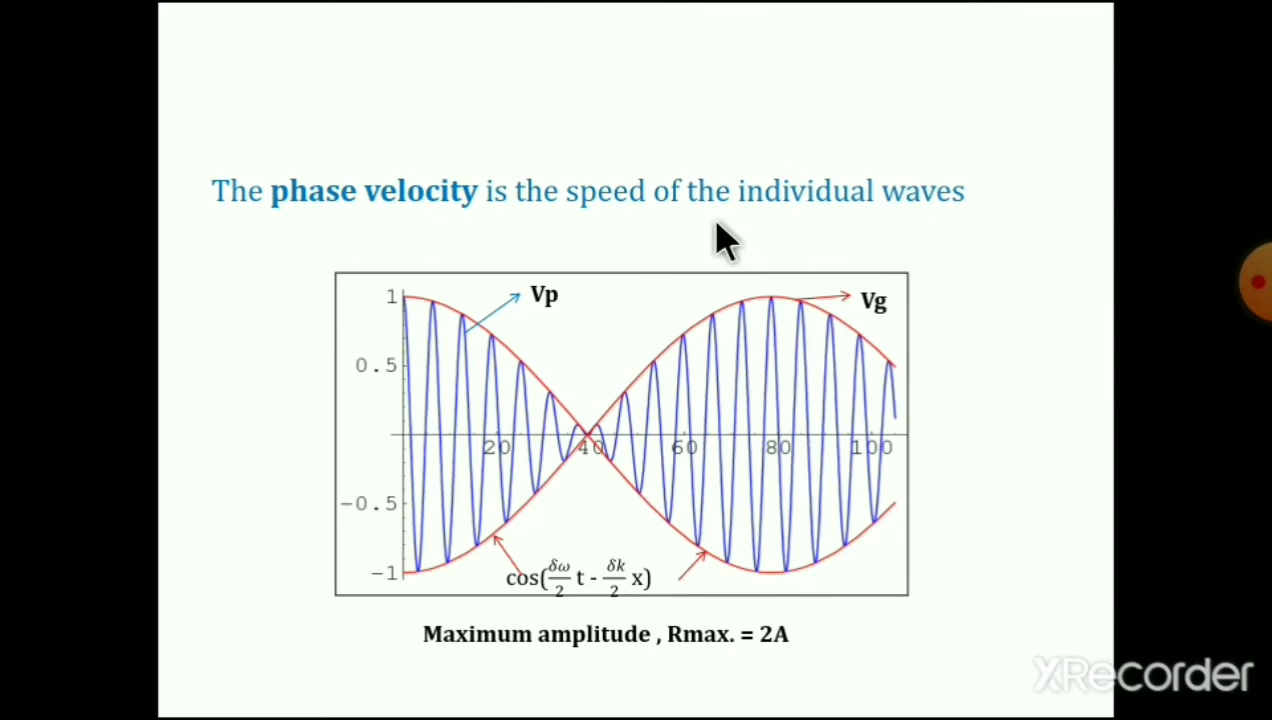 The phase velocity is the speed of the individual waves
Vp
Vg
1
0.5
20 40 60 80 100
−0.5
−1
cos(δω/2 t - δk/2 x)
Maximum amplitude , Rmax. = 2A
XRecorder